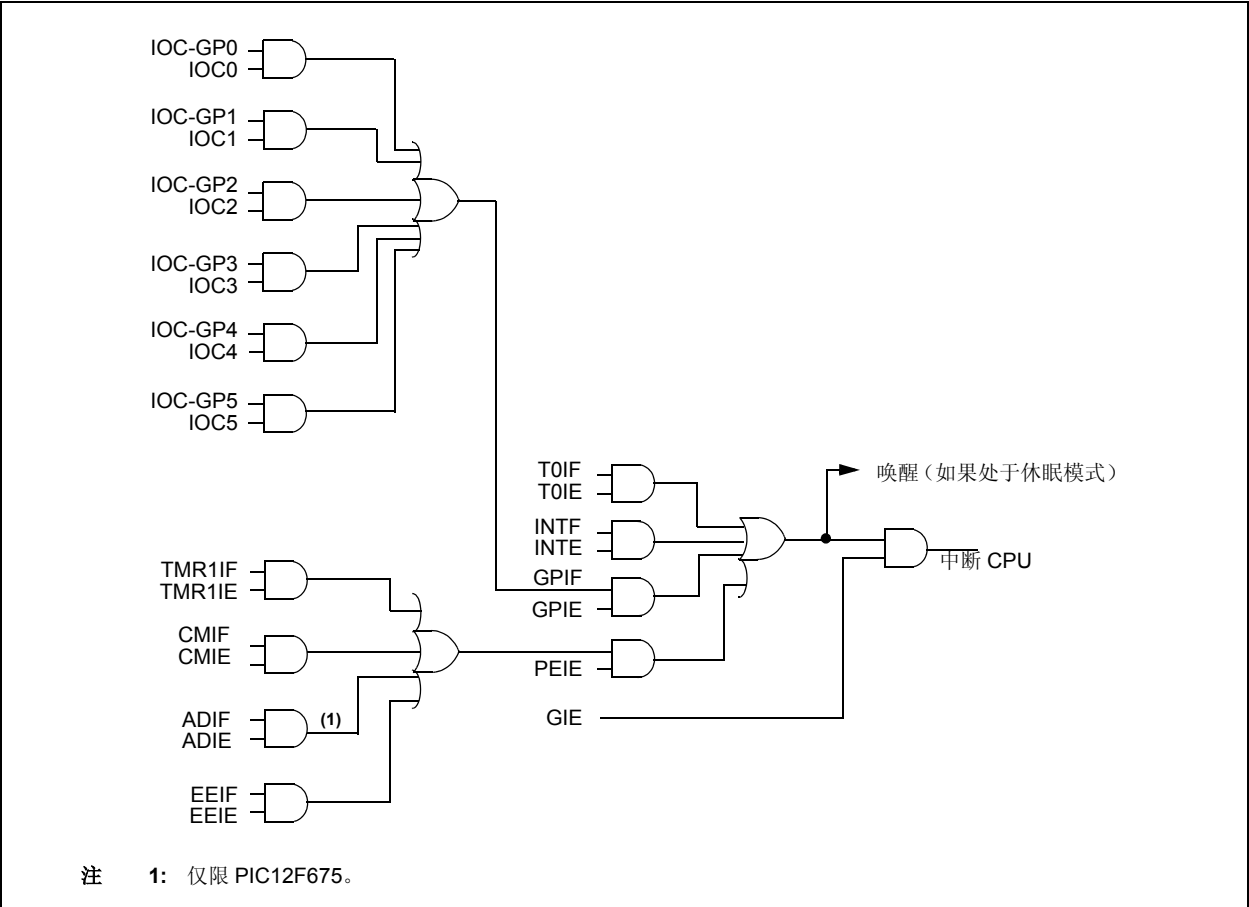 IOC-GP0
IOC0
IOC-GP1
IOC1
IOC-GP2
IOC2
IOC-GP3
IOC3
IOC-GP4
IOC4
IOC-GP5
IOC5
T0IF
T0IE
唤醒（如果处于休眠模式）
INTF
INTE
中断 CPU
GPIF
GPIE
PEIE
GIE
TMR1IF
TMR1IE
CMIF
CMIE
ADIF
(1)
ADIE
EEIF
EEIE
注 1: 仅限 PIC12F675。